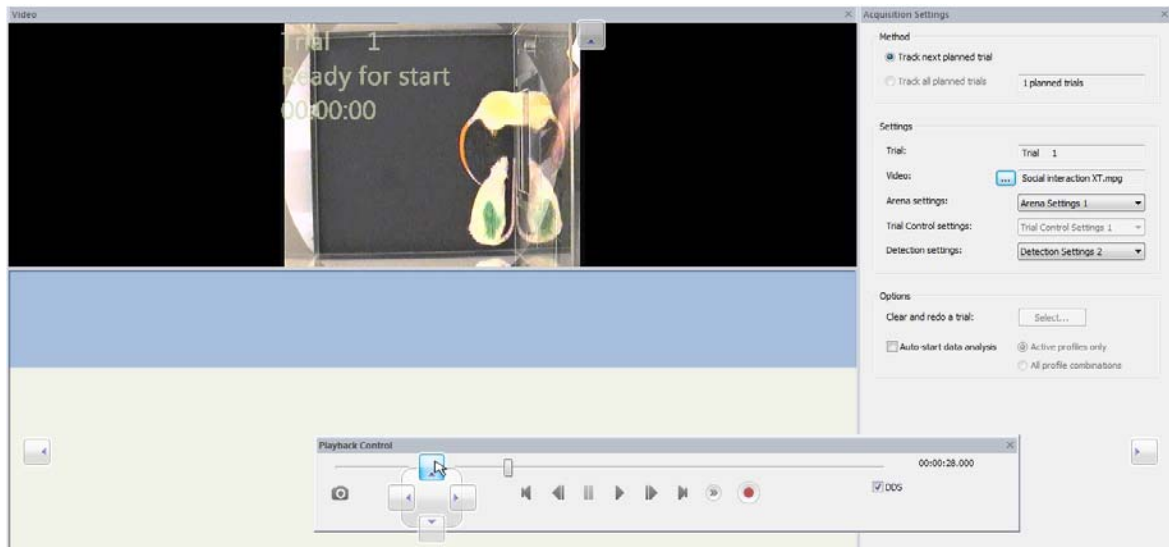 Video
Trial 1
Ready for start
00:00:00
Acquisition Settings
Method
Track next planned trial
Track all planned trials
1 planned trials
Settings
Trial:
Trial 1
Video:
...
Social interaction XT.mpg
Arena settings:
Arena Settings 1
Trial Control settings:
Trial Control Settings 1
Detection settings:
Detection Settings 2
Options
Clear and redo a trial:
Select...
Auto-start data analysis
Active profiles only
All profile combinations
Playback Control
00:00:28.000
DDS